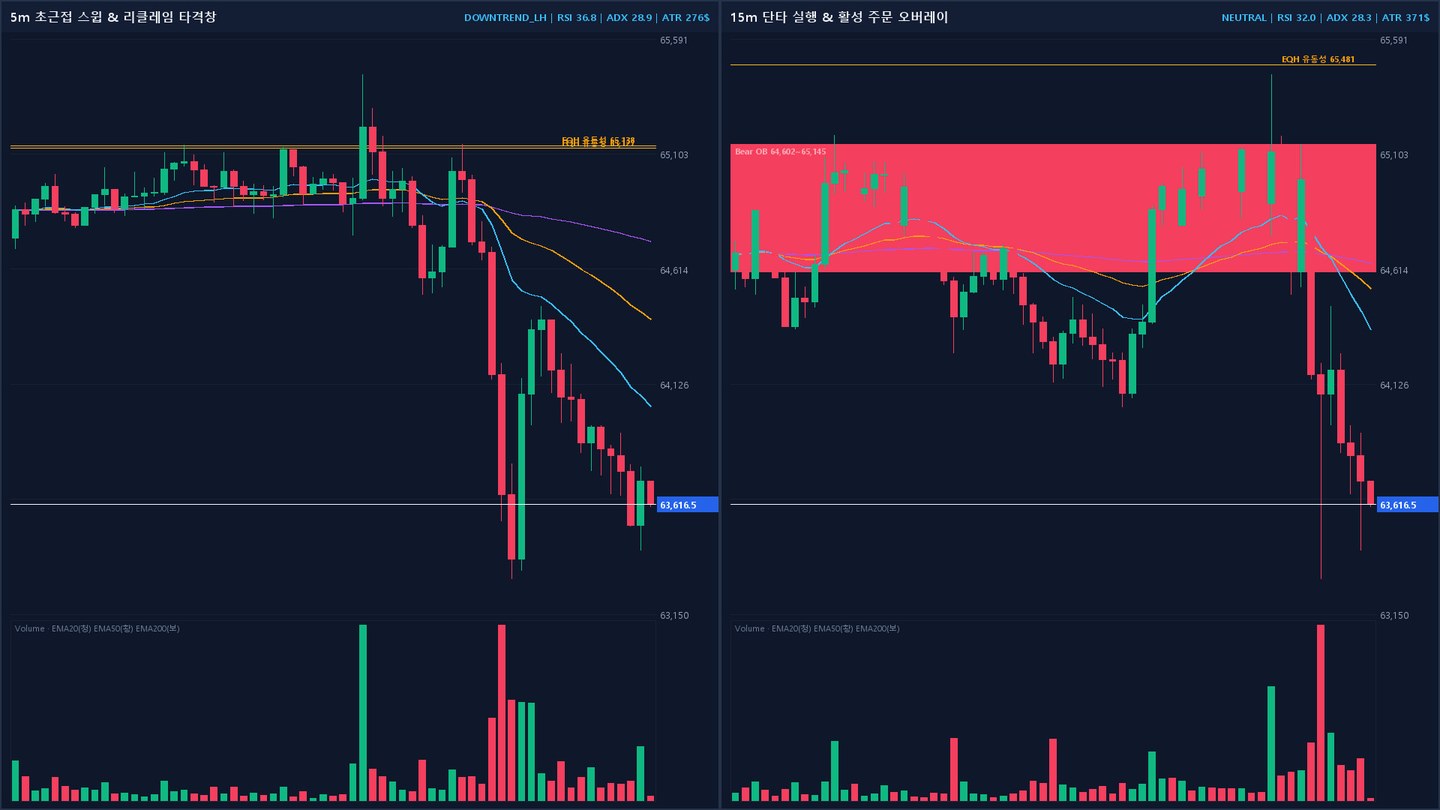 5m 초근접 스윕 & 리클레임 타격창
DOWNTREND_LH | RSI 36.8 | ADX 28.9 | ATR 276$
65,591
EQH 유동성 65,138
65,103
64,614
64,126
63,616.5
63,150
Volume · EMA20(청) EMA50(황) EMA200(보)
15m 단타 실행 & 활성 주문 오버레이
NEUTRAL | RSI 32.0 | ADX 28.3 | ATR 371$
65,591
EQH 유동성 65,481
Bear OB 64,602~65,145
65,103
64,614
64,126
63,616.5
63,150
Volume · EMA20(청) EMA50(황) EMA200(보)